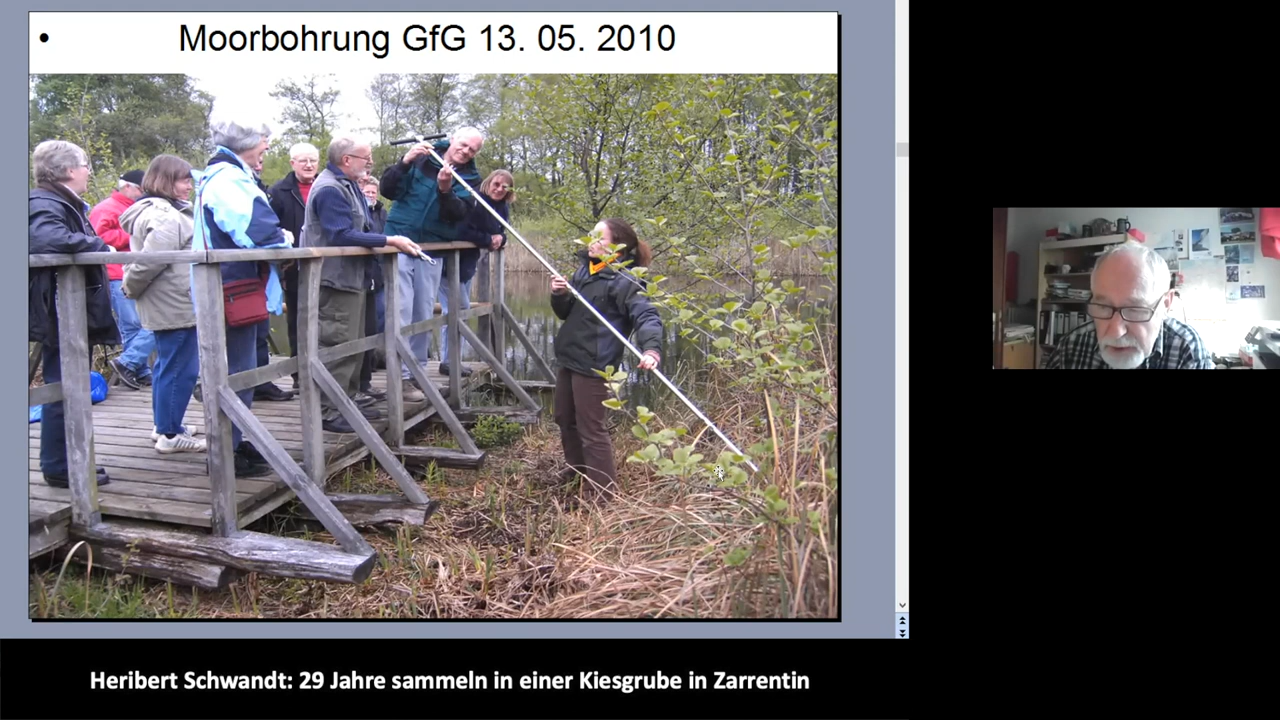 • Moorbohrung GfG 13. 05. 2010
Heribert Schwandt: 29 Jahre sammeln in einer Kiesgrube in Zarrentin